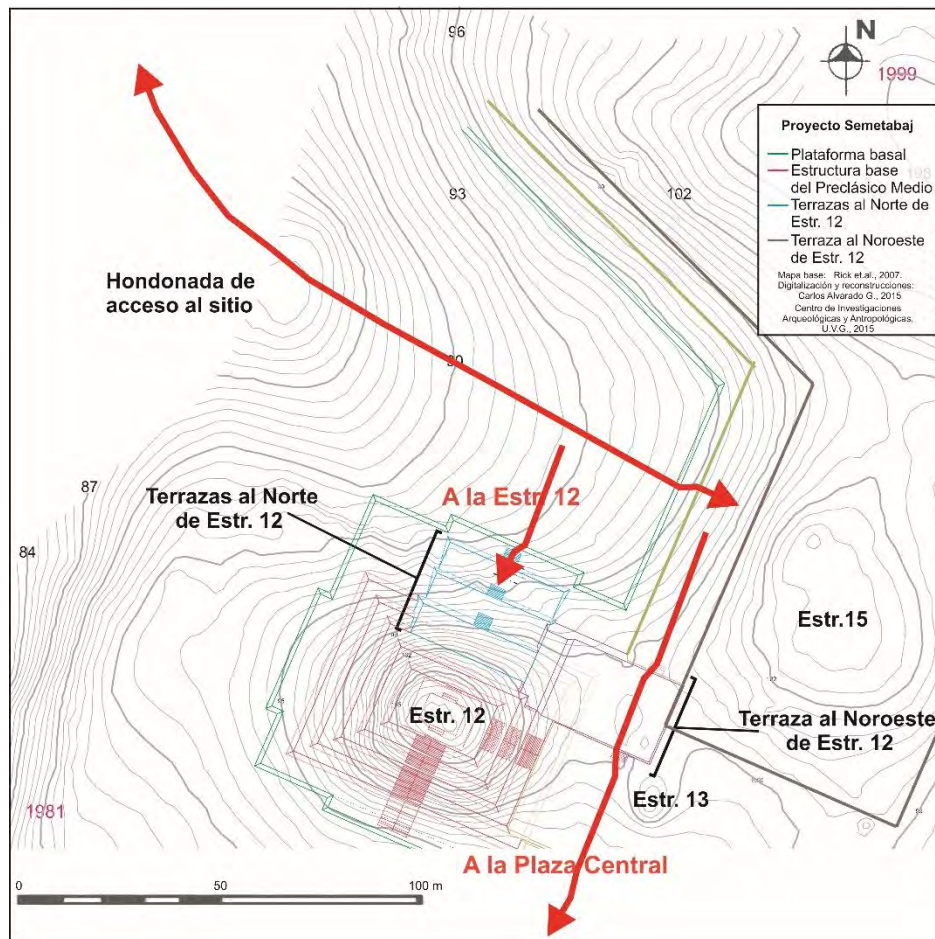 96
N
1999
Proyecto Semetabaj
Plataforma basal
Estructura base
del Preclásico Medio
Terrazas al Norte de
Estr. 12
Terraza al Noroeste
de Estr. 12
Mapa base: Rick et.al., 2007.
Digitalización y reconstrucciones:
Carlos Alvarado G., 2015
Centro de Investigaciones
Arqueológicas y Antropológicas,
U.V.G., 2015
93
102
Hondonada de
acceso al sitio
90
87
Terrazas al Norte
de Estr. 12
A la Estr. 12
84
Estr.15
Estr. 12
Terraza al Noroeste
de Estr. 12
Estr. 13
1981
A la Plaza Central
0 50 100 m